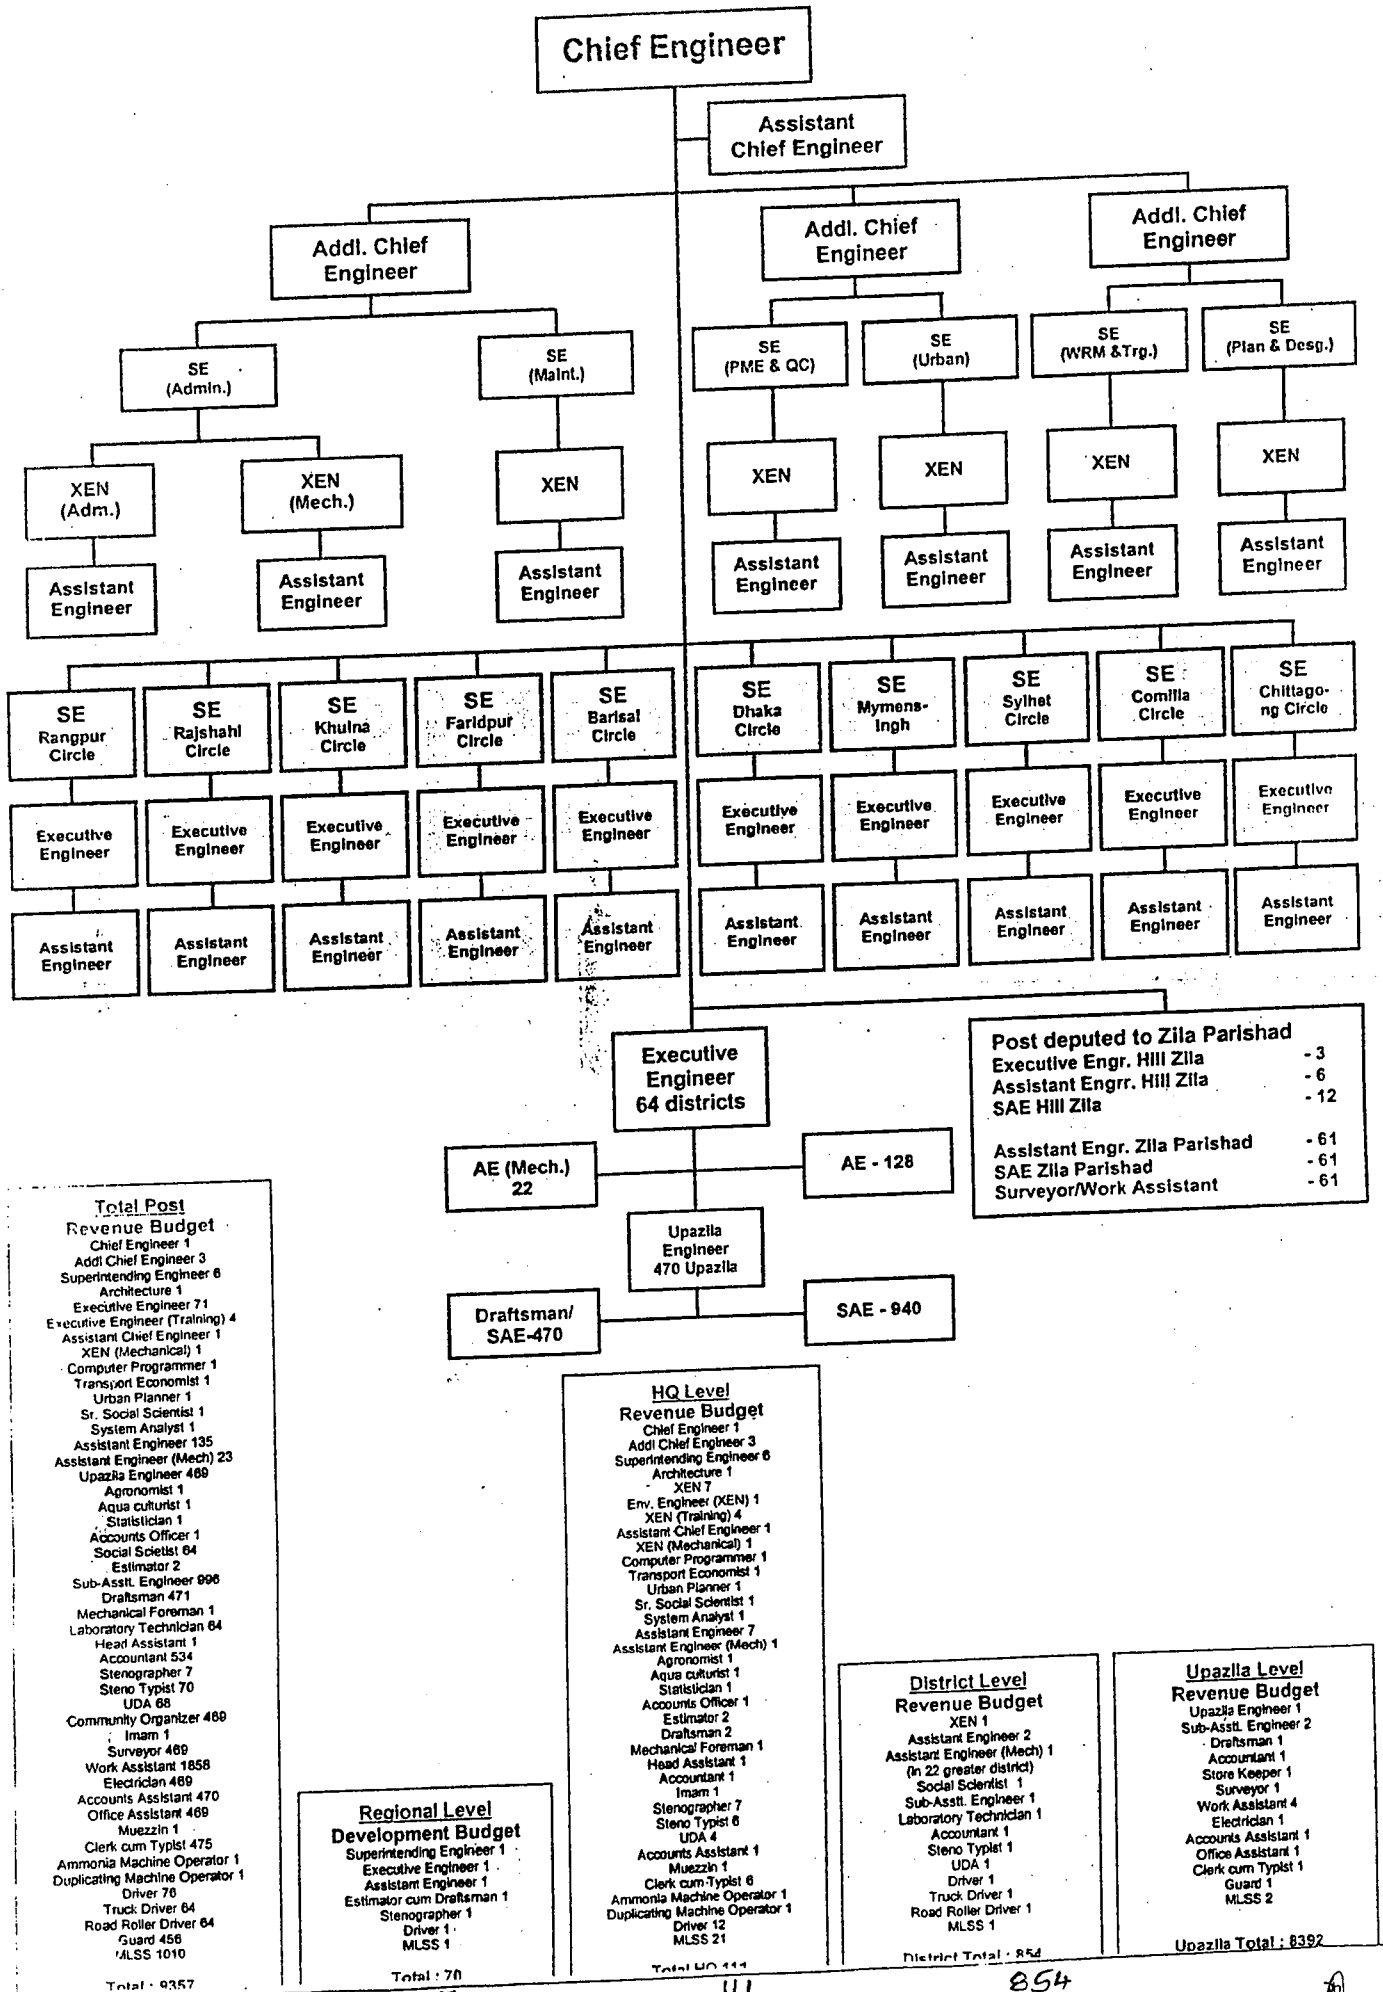 Chief Engineer
Assistant
Chief Engineer
Addl. Chief
Engineer
Addl. Chief
Engineer
Addl. Chief
Engineer
SE
(Admin.)
SE
(Maint.)
SE
(PME & QC)
SE
(Urban)
SE
(WRM &Trg.)
SE
(Plan & Desg.)
XEN
(Adm.)
XEN
(Mech.)
XEN
XEN
XEN
XEN
XEN
Assistant
Engineer
Assistant
Engineer
Assistant
Engineer
Assistant
Engineer
Assistant
Engineer
Assistant
Engineer
Assistant
Engineer
SE
Rangpur
Circle
SE
Rajshahi
Circle
SE
Khulna
Circle
SE
Faridpur
Circle
SE
Barisal
Circle
SE
Dhaka
Circle
SE
Mymens-
ingh
SE
Sylhet
Circle
SE
Comilla
Circle
SE
Chittago-
ng Circle
Executive
Engineer
Executive
Engineer
Executive
Engineer
Executive
Engineer
Executive
Engineer
Executive
Engineer
Executive
Engineer
Executive
Engineer
Executive
Engineer
Executive
Engineer
Assistant
Engineer
Assistant
Engineer
Assistant
Engineer
Assistant
Engineer
Assistant
Engineer
Assistant
Engineer
Assistant
Engineer
Assistant
Engineer
Assistant
Engineer
Assistant
Engineer
Executive
Engineer
64 districts
Post deputed to Zila Parishad
Executive Engr. Hill Zila - 3
Assistant Engrr. Hill Zila - 6
SAE Hill Zila - 12
Assistant Engr. Zila Parishad - 61
SAE Zila Parishad - 61
Surveyor/Work Assistant - 61
AE (Mech.)
22
AE - 128
Upazila
Engineer
470 Upazila
Draftsman/
SAE-470
SAE - 940
Total Post
Revenue Budget
Chief Engineer 1
Addl Chief Engineer 3
Superintending Engineer 6
Architecture 1
Executive Engineer 71
Executive Engineer (Training) 4
Assistant Chief Engineer 1
XEN (Mechanical) 1
Computer Programmer 1
Transport Economist 1
Urban Planner 1
Sr. Social Scientist 1
System Analyst 1
Assistant Engineer 135
Assistant Engineer (Mech) 23
Upazila Engineer 469
Agronomist 1
Aqua culturist 1
Statistician 1
Accounts Officer 1
Social Scietist 64
Estimator 2
Sub-Asstt. Engineer 996
Draftsman 471
Mechanical Foreman 1
Laboratory Technician 64
Head Assistant 1
Accountant 534
Stenographer 7
Steno Typist 70
UDA 68
Community Organizer 469
Imam 1
Surveyor 469
Work Assistant 1858
Electrician 469
Accounts Assistant 470
Office Assistant 469
Muezzin 1
Clerk cum Typist 475
Ammonia Machine Operator 1
Duplicating Machine Operator 1
Driver 76
Truck Driver 64
Road Roller Driver 64
Guard 456
MLSS 1010
Total : 9357
Regional Level
Development Budget
Superintending Engineer 1
Executive Engineer 1
Assistant Engineer 1
Estimator cum Draftsman 1
Stenographer 1
Driver 1
MLSS 1
Total : 70
HQ Level
Revenue Budget
Chief Engineer 1
Addl Chief Engineer 3
Superintending Engineer 6
Architecture 1
XEN 7
Env. Engineer (XEN) 1
XEN (Training) 4
Assistant Chief Engineer 1
XEN (Mechanical) 1
Computer Programmer 1
Transport Economist 1
Urban Planner 1
Sr. Social Scientist 1
System Analyst 1
Assistant Engineer 7
Assistant Engineer (Mech) 1
Agronomist 1
Aqua culturist 1
Statistician 1
Accounts Officer 1
Estimator 2
Draftsman 2
Mechanical Foreman 1
Head Assistant 1
Accountant 1
Imam 1
Stenographer 7
Steno Typist 6
UDA 4
Accounts Assistant 1
Muezzin 1
Clerk cum Typist 6
Ammonia Machine Operator 1
Duplicating Machine Operator 1
Driver 12
MLSS 21
Total HQ 111
111
District Level
Revenue Budget
XEN 1
Assistant Engineer 2
Assistant Engineer (Mech) 1
(In 22 greater district)
Social Scientist 1
Sub-Asstt. Engineer 1
Laboratory Technician 1
Accountant 1
Steno Typist 1
UDA 1
Driver 1
Truck Driver 1
Road Roller Driver 1
MLSS 1
District Total : 854
854
Upazila Level
Revenue Budget
Upazila Engineer 1
Sub-Asstt. Engineer 2
Draftsman 1
Accountant 1
Store Keeper 1
Surveyor 1
Work Assistant 4
Electrician 1
Accounts Assistant 1
Office Assistant 1
Clerk cum Typist 1
Guard 1
MLSS 2
Upazila Total : 8392